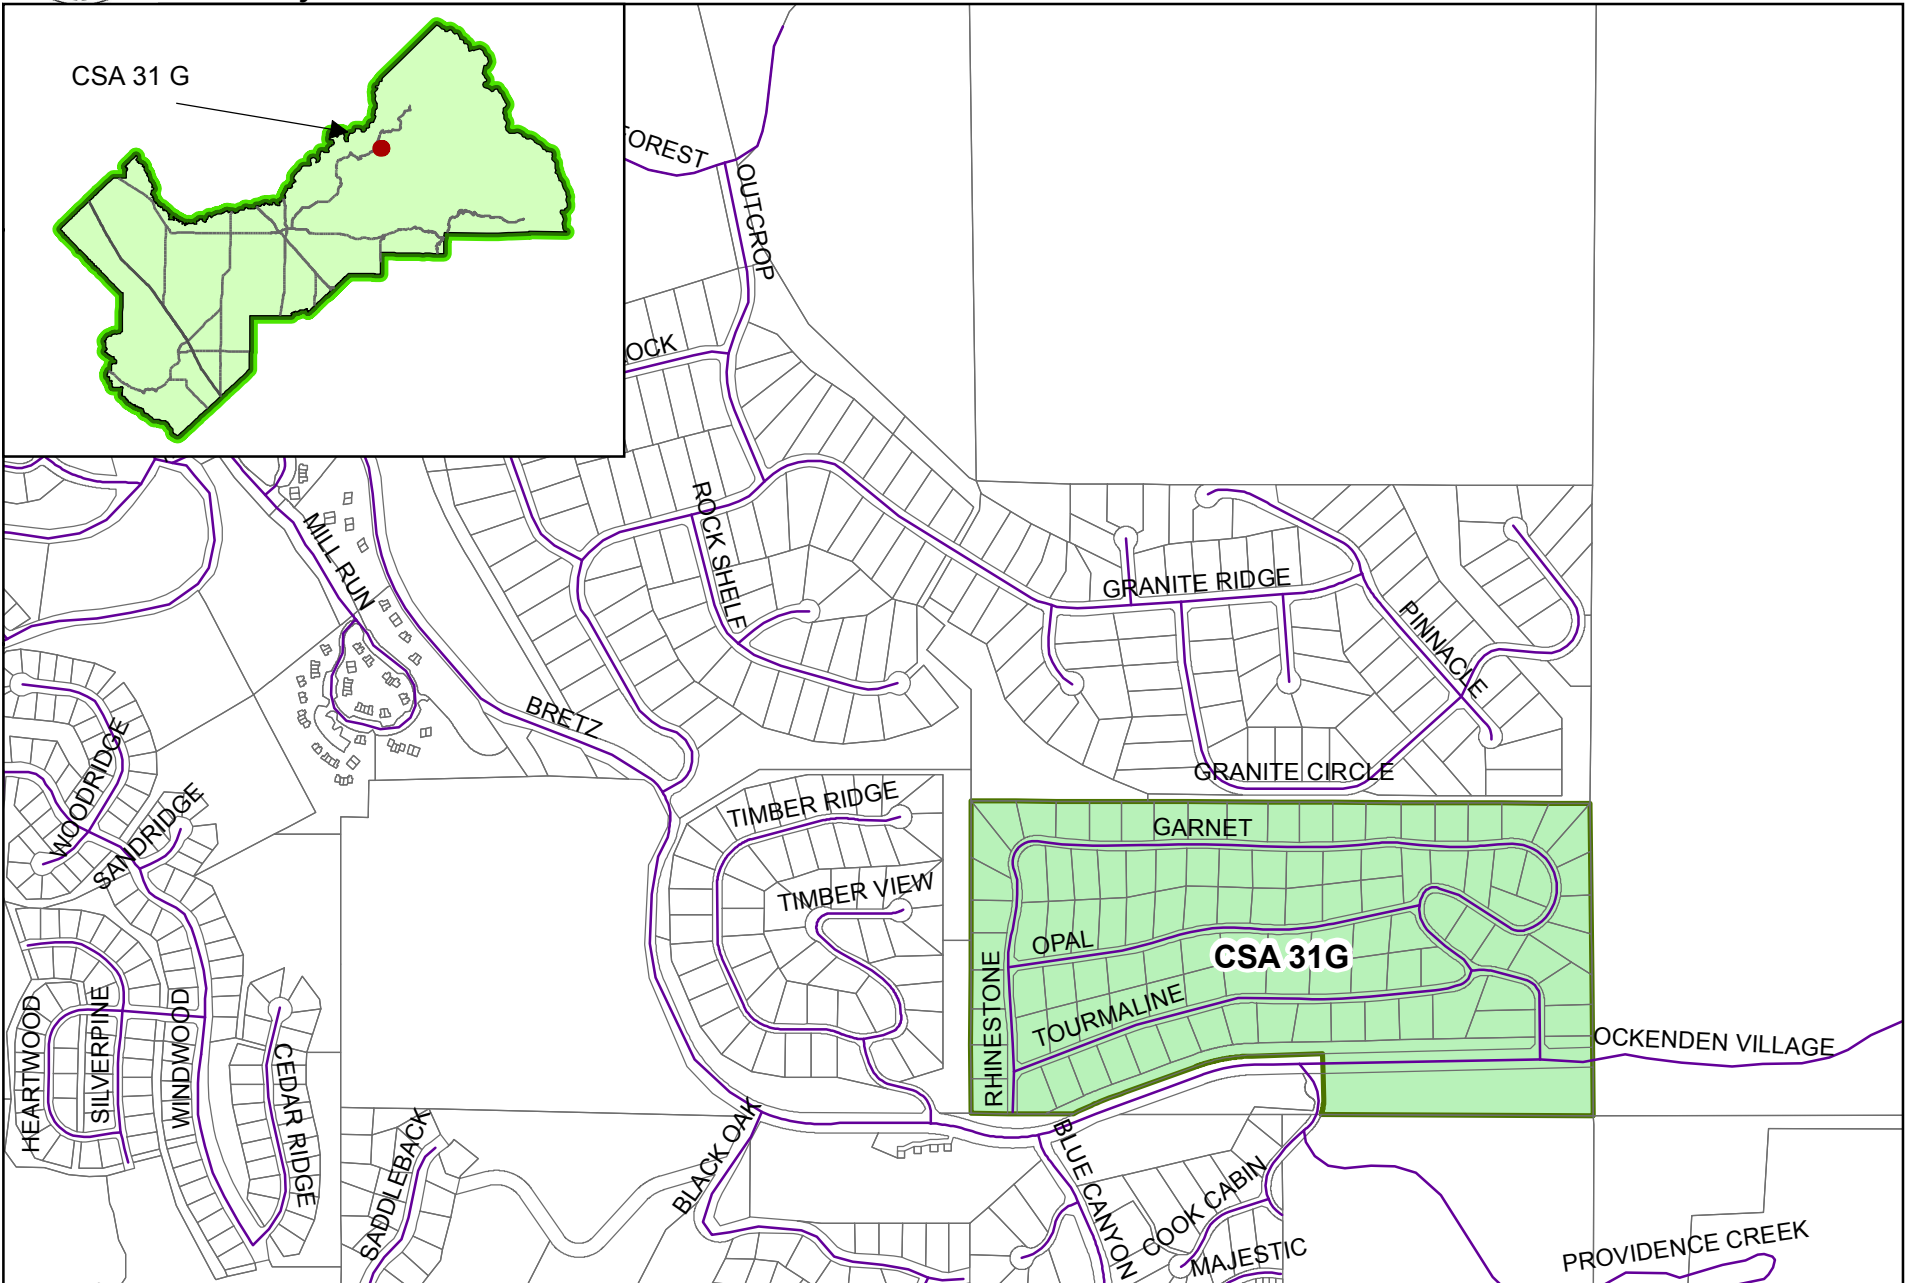 CSA 31 G
OUTCROP
ROCK SHELF
MILL RUN
GRANITE RIDGE
PINNACLE
BRETZ
GRANITE CIRCLE
WOODRIDGE
SANDRIDGE
TIMBER RIDGE
TIMBER VIEW
GARNET
OPAL
CSA 31G
TOURMALINE
RHINESTONE
OCKENDEN VILLAGE
HEARTWOOD
SILVERPINE
WINDWOOD
CEDAR RIDGE
SADDLEBACK
BLACK OAK
BLUE CANYON
COOK CABIN
MAJESTIC
PROVIDENCE CREEK